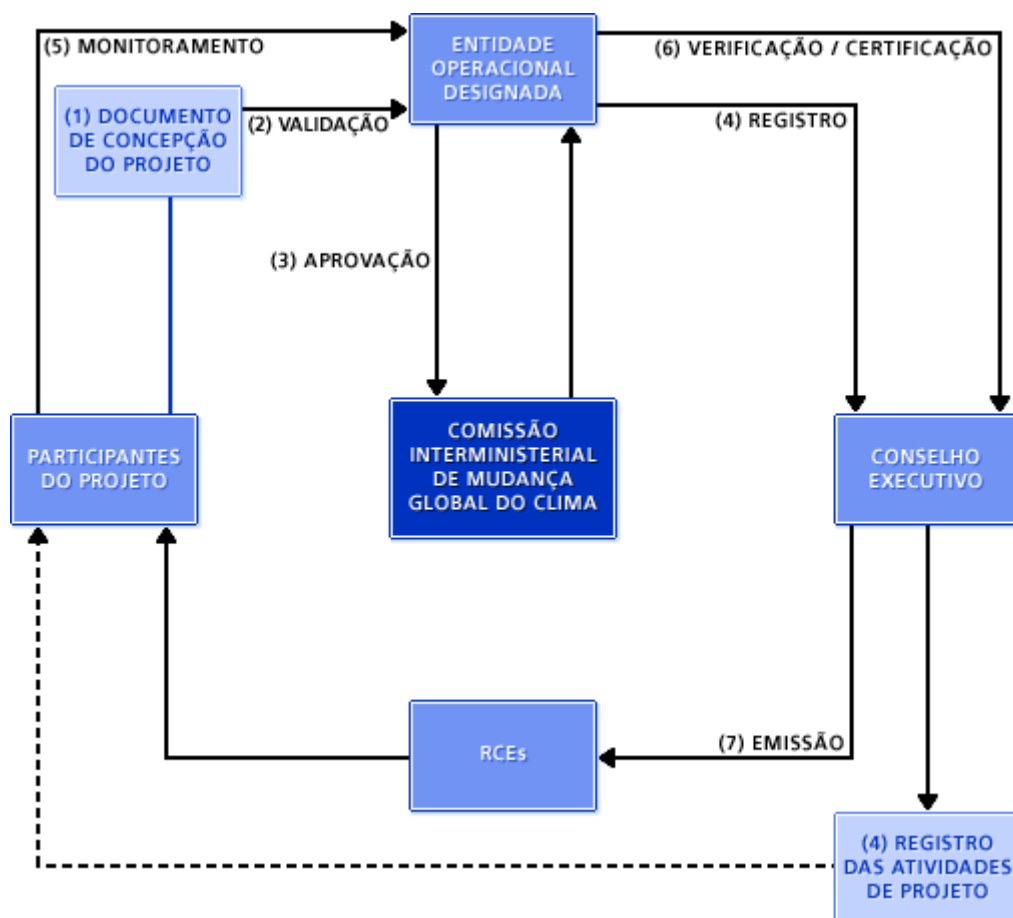 (5) MONITORAMENTO
ENTIDADE
OPERACIONAL
DESIGNADA
(6) VERIFICAÇÃO / CERTIFICAÇÃO
(1) DOCUMENTO
DE CONCEPÇÃO
DO PROJETO
(2) VALIDAÇÃO
(4) REGISTRO
(3) APROVAÇÃO
PARTICIPANTES
DO PROJETO
COMISSÃO
INTERMINISTERIAL
DE MUDANÇA
GLOBAL DO CLIMA
CONSELHO
EXECUTIVO
RCEs
(7) EMISSÃO
(4) REGISTRO
DAS ATIVIDADES
DE PROJETO